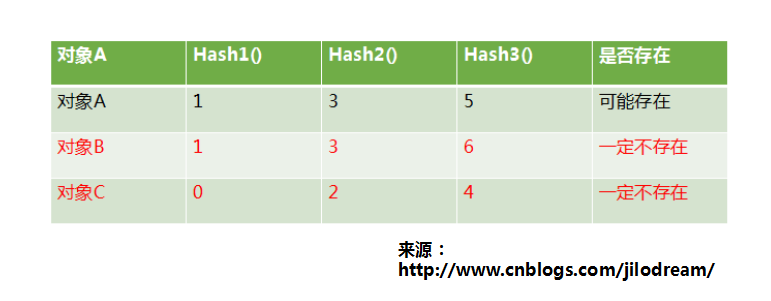 对象A Hash1() Hash2() Hash3() 是否存在
对象A 1 3 5 可能存在
对象B 1 3 6 一定不存在
对象C 0 2 4 一定不存在
来源：
http://www.cnblogs.com/jilodream/